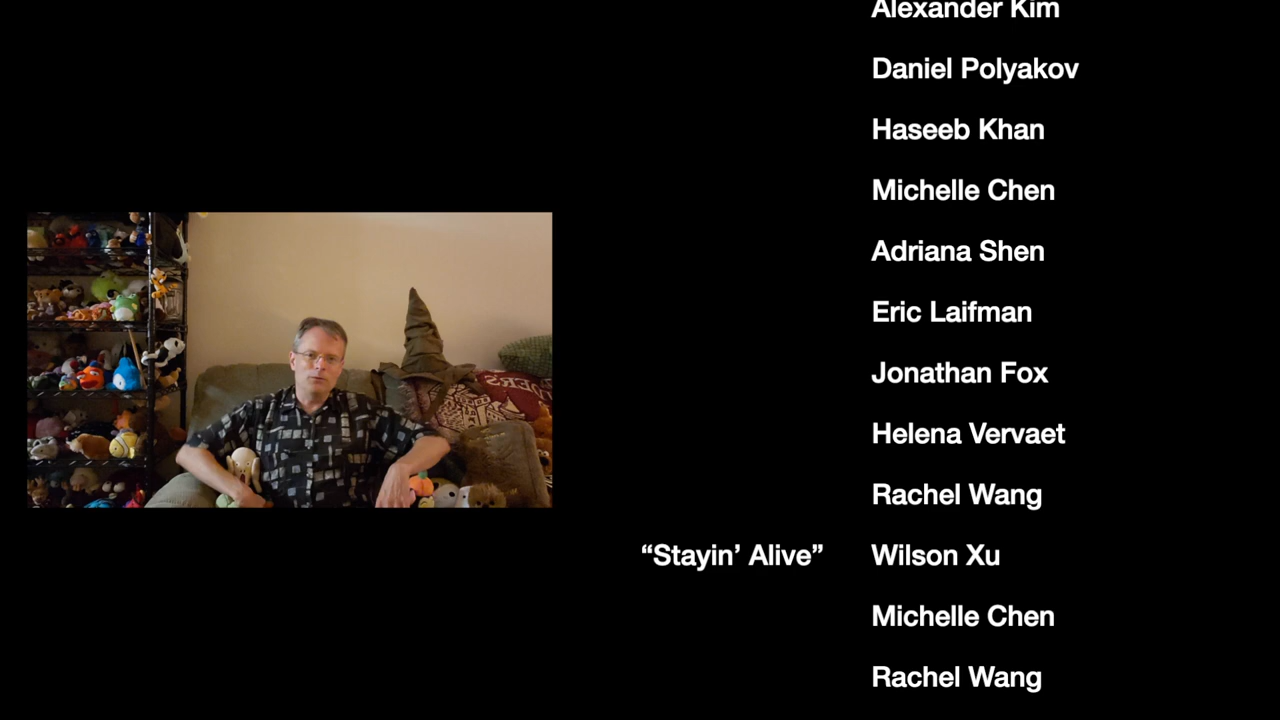 Alexander Kim
Daniel Polyakov
Haseeb Khan
Michelle Chen
Adriana Shen
Eric Laifman
Jonathan Fox
Helena Vervaet
Rachel Wang
“Stayin’ Alive” Wilson Xu
Michelle Chen
Rachel Wang